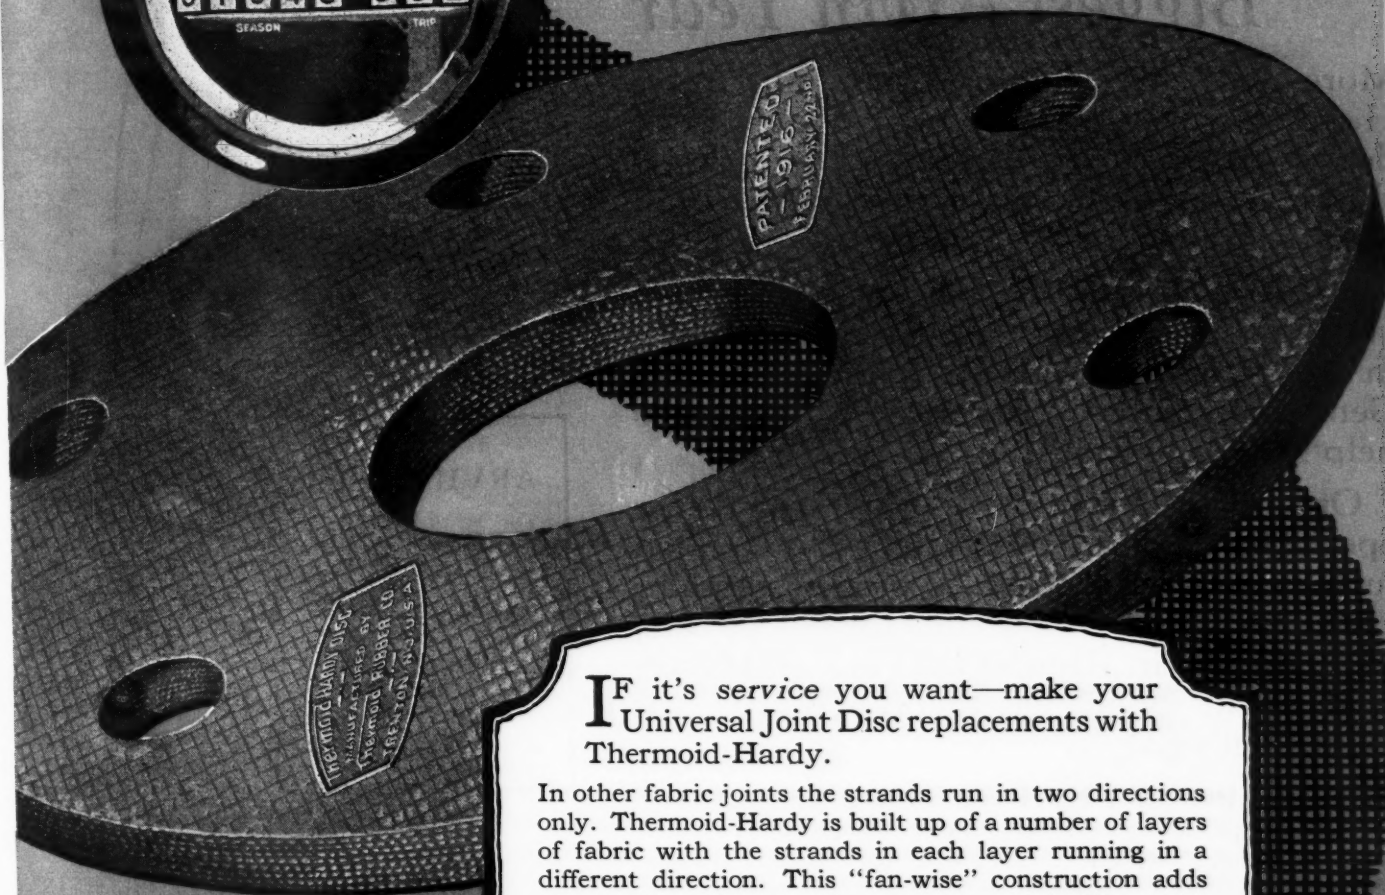 SEASON TRIP
PATENTED
- 1916 -
FEBRUARY 22ND
Thermoid HARDY DISC
MANUFACTURED BY
Thermoid RUBBER CO
TRENTON N.J. U.S.A
IF it's service you want—make your
Universal Joint Disc replacements with
Thermoid-Hardy.
In other fabric joints the strands run in two directions
only. Thermoid-Hardy is built up of a number of layers
of fabric with the strands in each layer running in a
different direction. This "fan-wise" construction adds